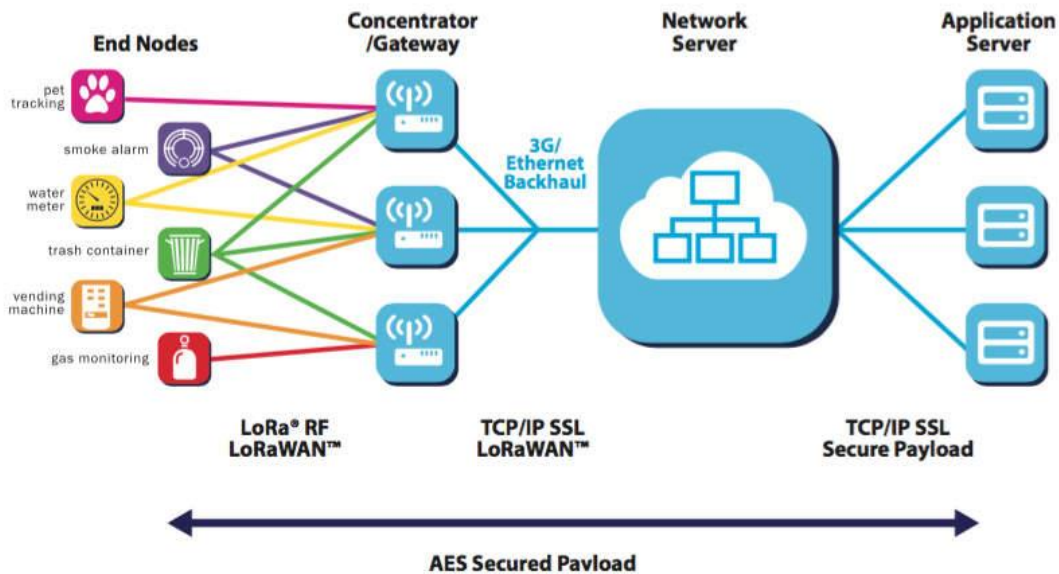 End Nodes
Concentrator
/Gateway
Network
Server
Application
Server
pet
tracking
smoke alarm
water
meter
trash container
vending
machine
gas monitoring
3G/
Ethernet
Backhaul
LoRa® RF
LoRaWAN™
TCP/IP SSL
LoRaWAN™
TCP/IP SSL
Secure Payload
AES Secured Payload